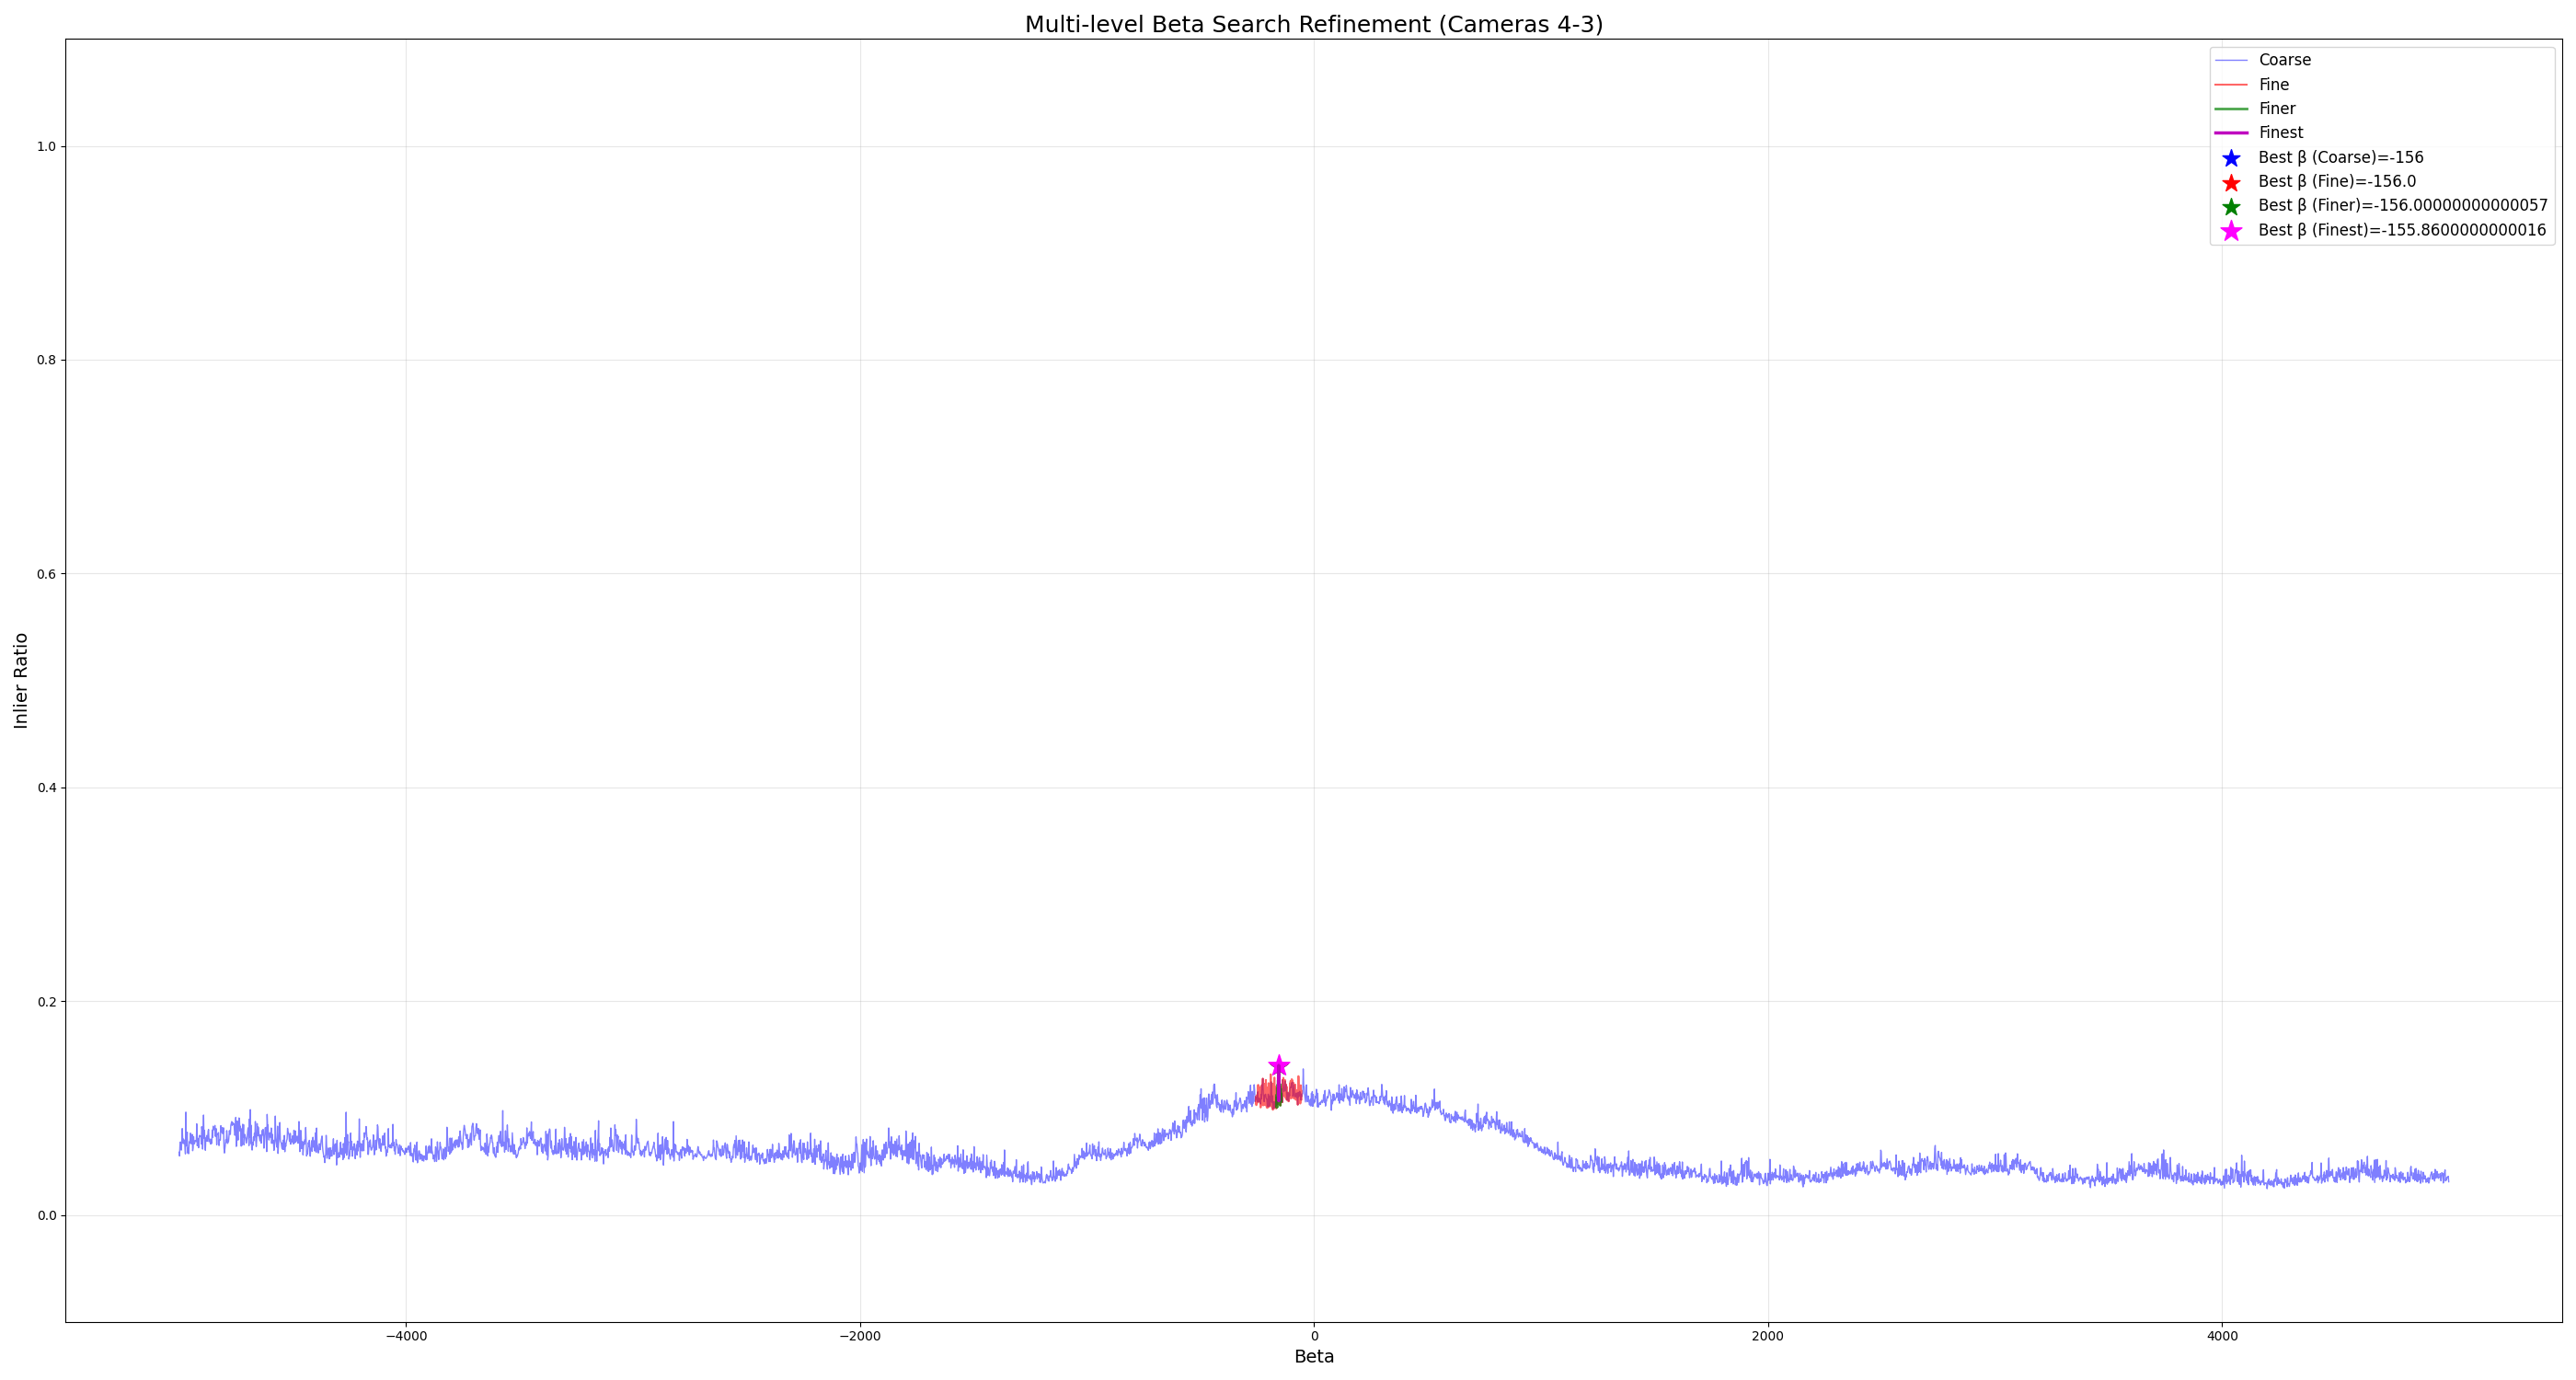 Multi-level Beta Search Refinement (Cameras 4-3)
Coarse
Fine
Finer
Finest
Best β (Coarse)=-156
Best β (Fine)=-156.0
Best β (Finer)=-156.00000000000057
Best β (Finest)=-155.8600000000016
1.0
0.8
0.6
0.4
0.2
0.0
Inlier Ratio
−4000
−2000
0
2000
4000
Beta